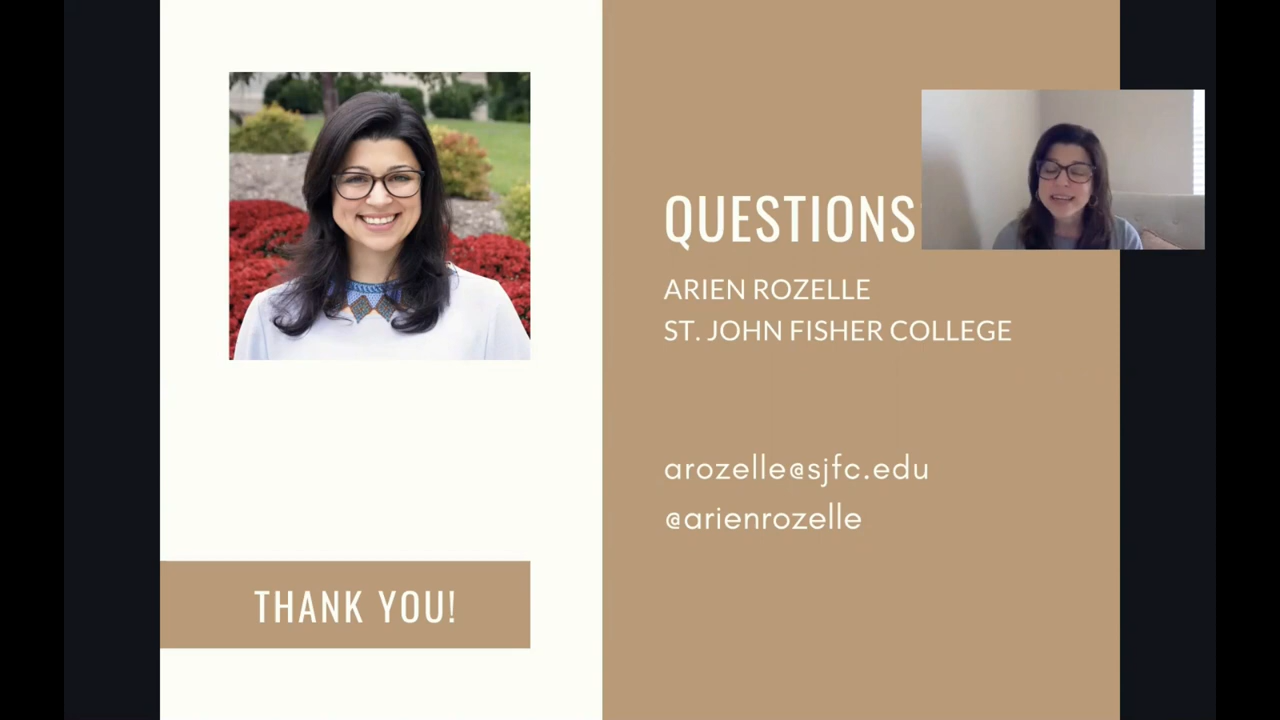 QUESTIONS
ARIEN ROZELLE
ST. JOHN FISHER COLLEGE
arozelle@sjfc.edu
@arienrozelle
THANK YOU!